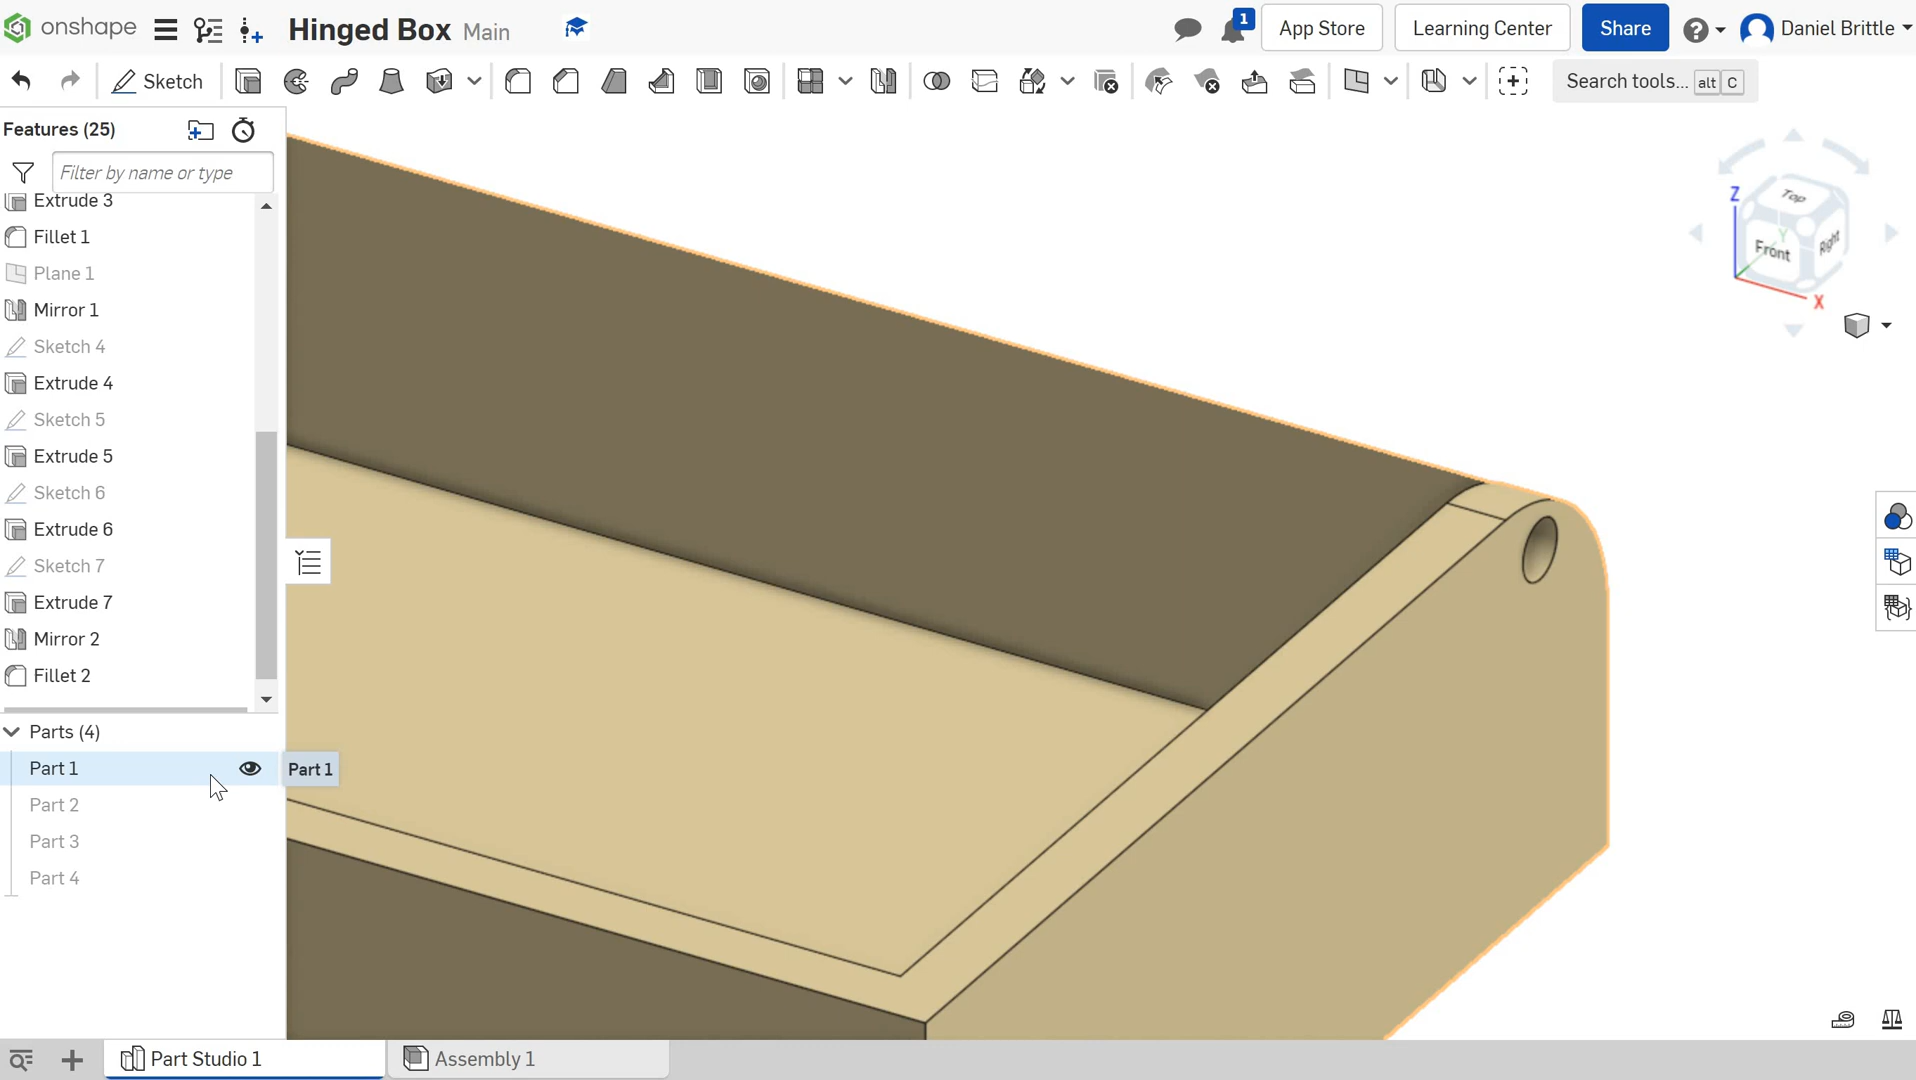 onshape
Hinged Box Main
1
App Store
Learning Center
Share
Daniel Brittle
Sketch
Search tools... alt C
Features (25)
Filter by name or type
Extrude 3
Fillet 1
Plane 1
Mirror 1
Sketch 4
Extrude 4
Sketch 5
Extrude 5
Sketch 6
Extrude 6
Sketch 7
Extrude 7
Mirror 2
Fillet 2
Parts (4)
Part 1
Part 1
Part 2
Part 3
Part 4
Z
Top
Y
Front
Right
X
Part Studio 1
Assembly 1